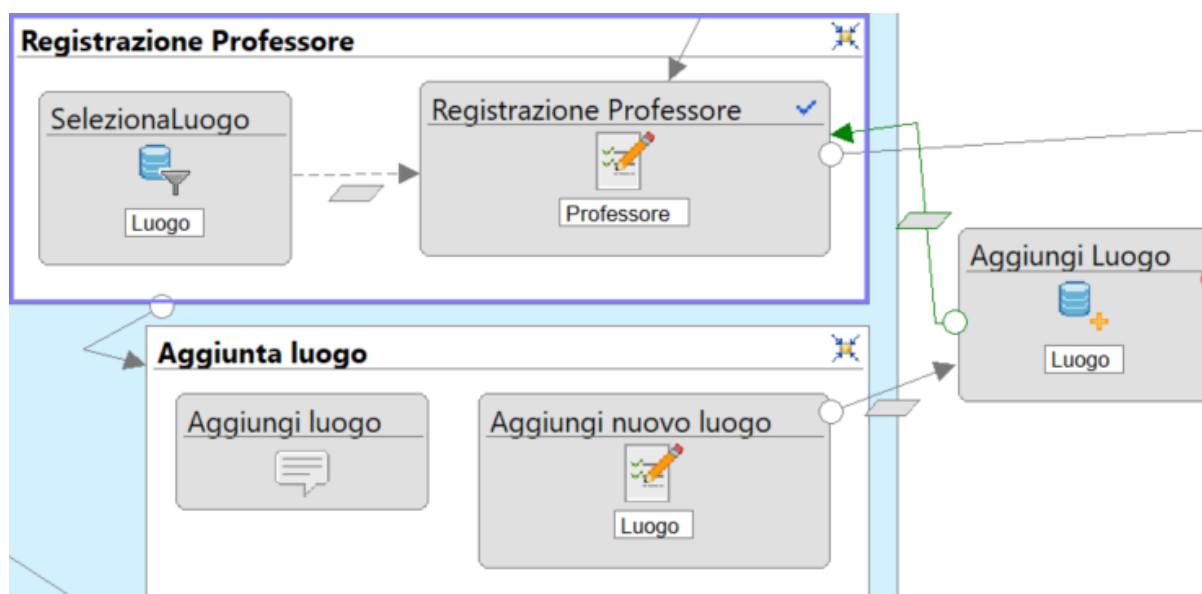 Registrazione Professore
SelezionaLuogo
Luogo
Registrazione Professore
Professore
Aggiungi Luogo
Luogo
Aggiunta luogo
Aggiungi luogo
Aggiungi nuovo luogo
Luogo